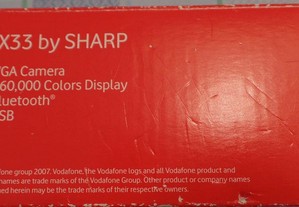 X33 by SHARP
GA Camera
60,000 Colors Display
luetooth®
SB
fone group 2007. Vodafone, the Vodafone logos and all Vodafone product and
names are trade marks of the Vodafone Group. Other product or company names
ned herein may be the trade marks of their respective owners.